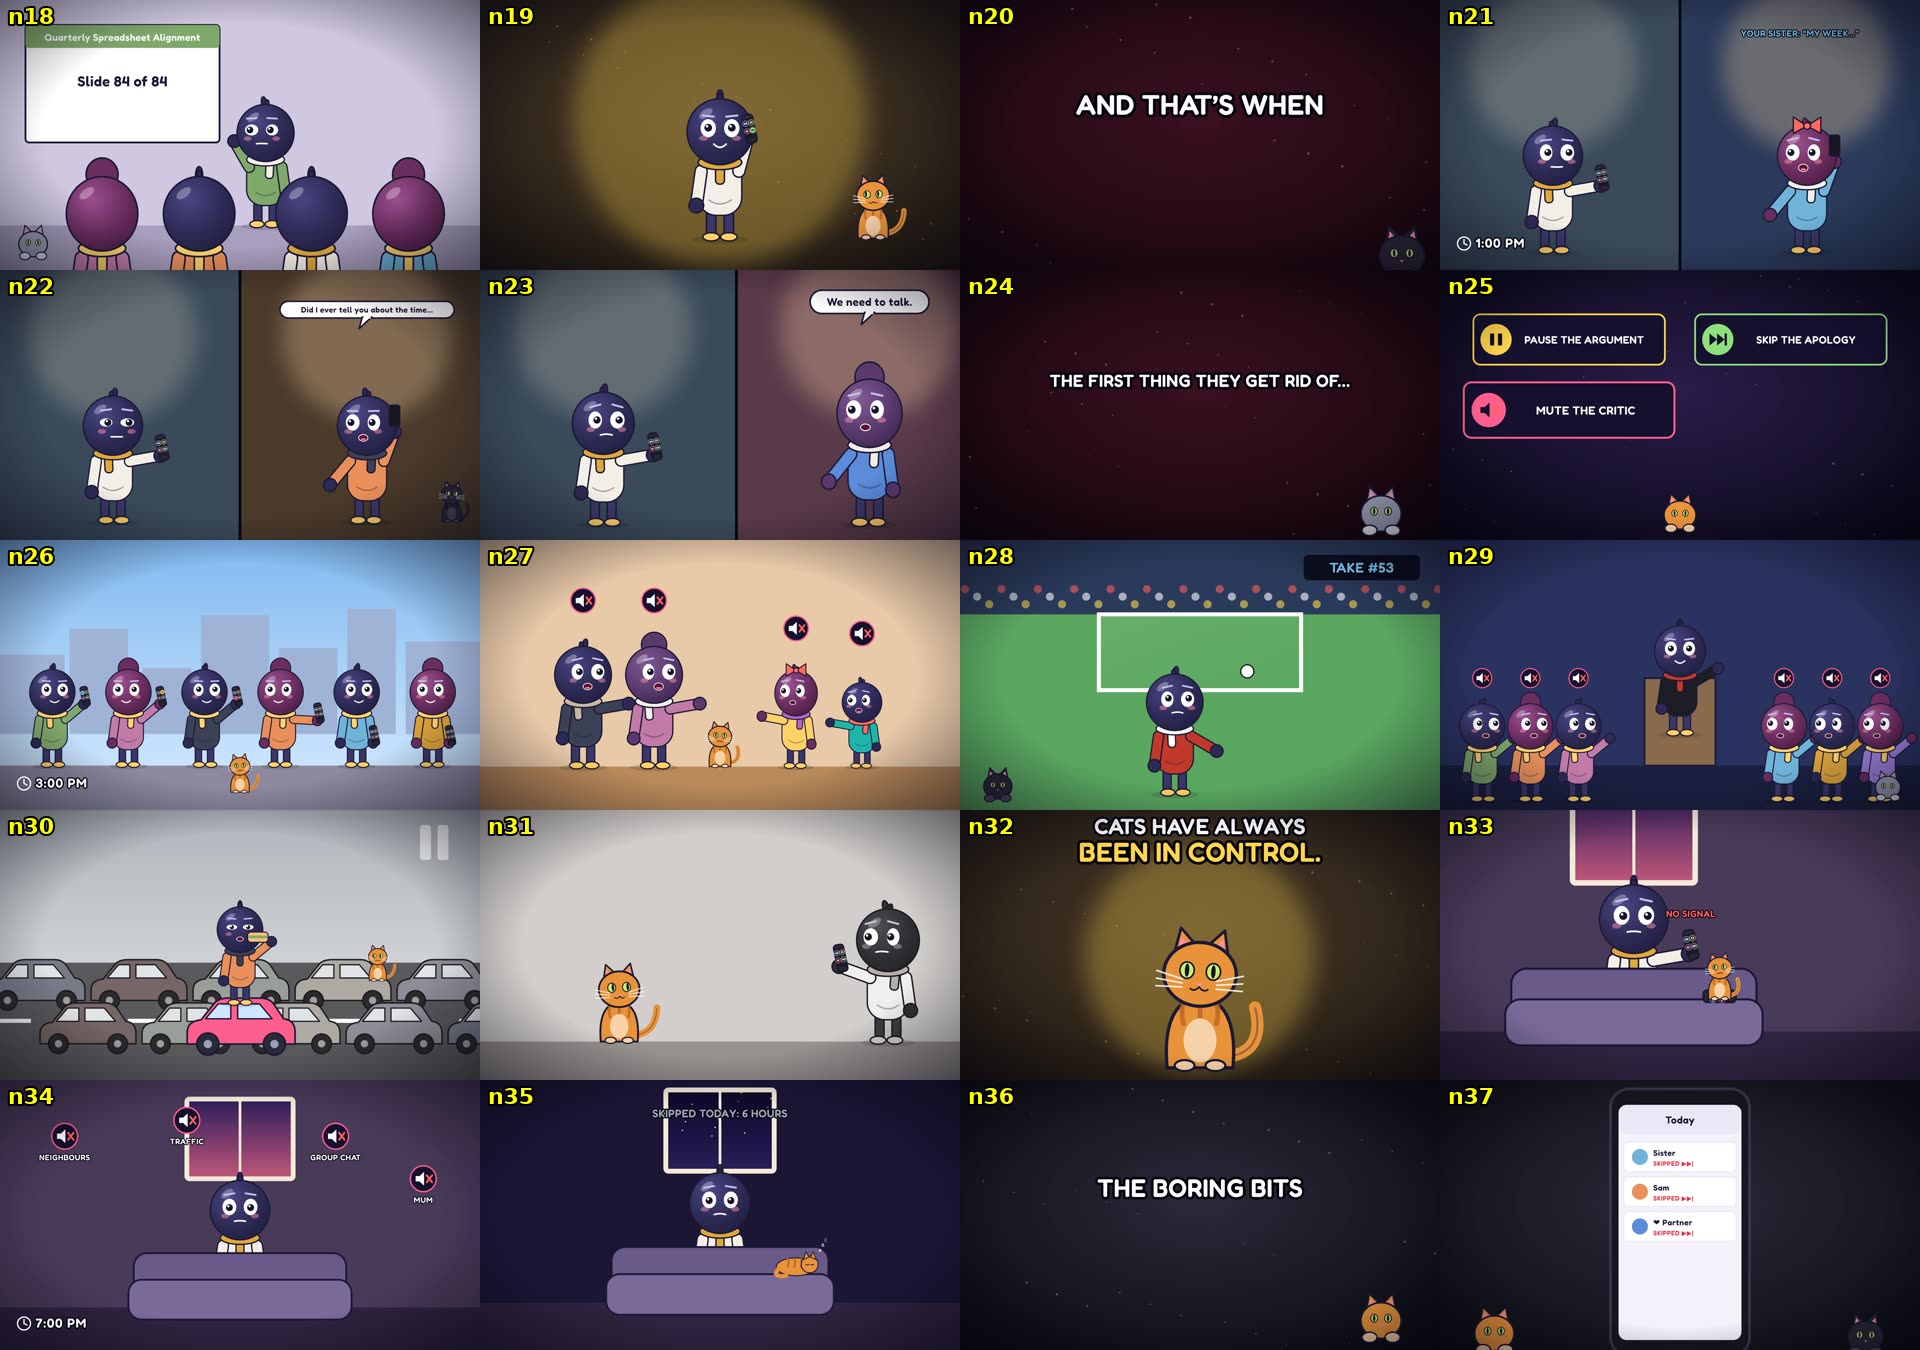 n18
Quarterly Spreadsheet Alignment
Slide 84 of 84
n19
n20
AND THAT'S WHEN
n21
YOUR SISTER: "MY WEEK..."
1:00 PM
n22
Did I ever tell you about the time...
n23
We need to talk.
n24
THE FIRST THING THEY GET RID OF...
n25
PAUSE THE ARGUMENT
SKIP THE APOLOGY
MUTE THE CRITIC
n26
3:00 PM
n27
n28
TAKE #53
n29
n30
n31
n32
CATS HAVE ALWAYS
BEEN IN CONTROL.
n33
NO SIGNAL
n34
NEIGHBOURS
TRAFFIC
GROUP CHAT
MUM
7:00 PM
n35
SKIPPED TODAY: 6 HOURS
n36
THE BORING BITS
n37
Today
Sister
SKIPPED ▶▶|
Sam
SKIPPED ▶▶|
❤ Partner
SKIPPED ▶▶|